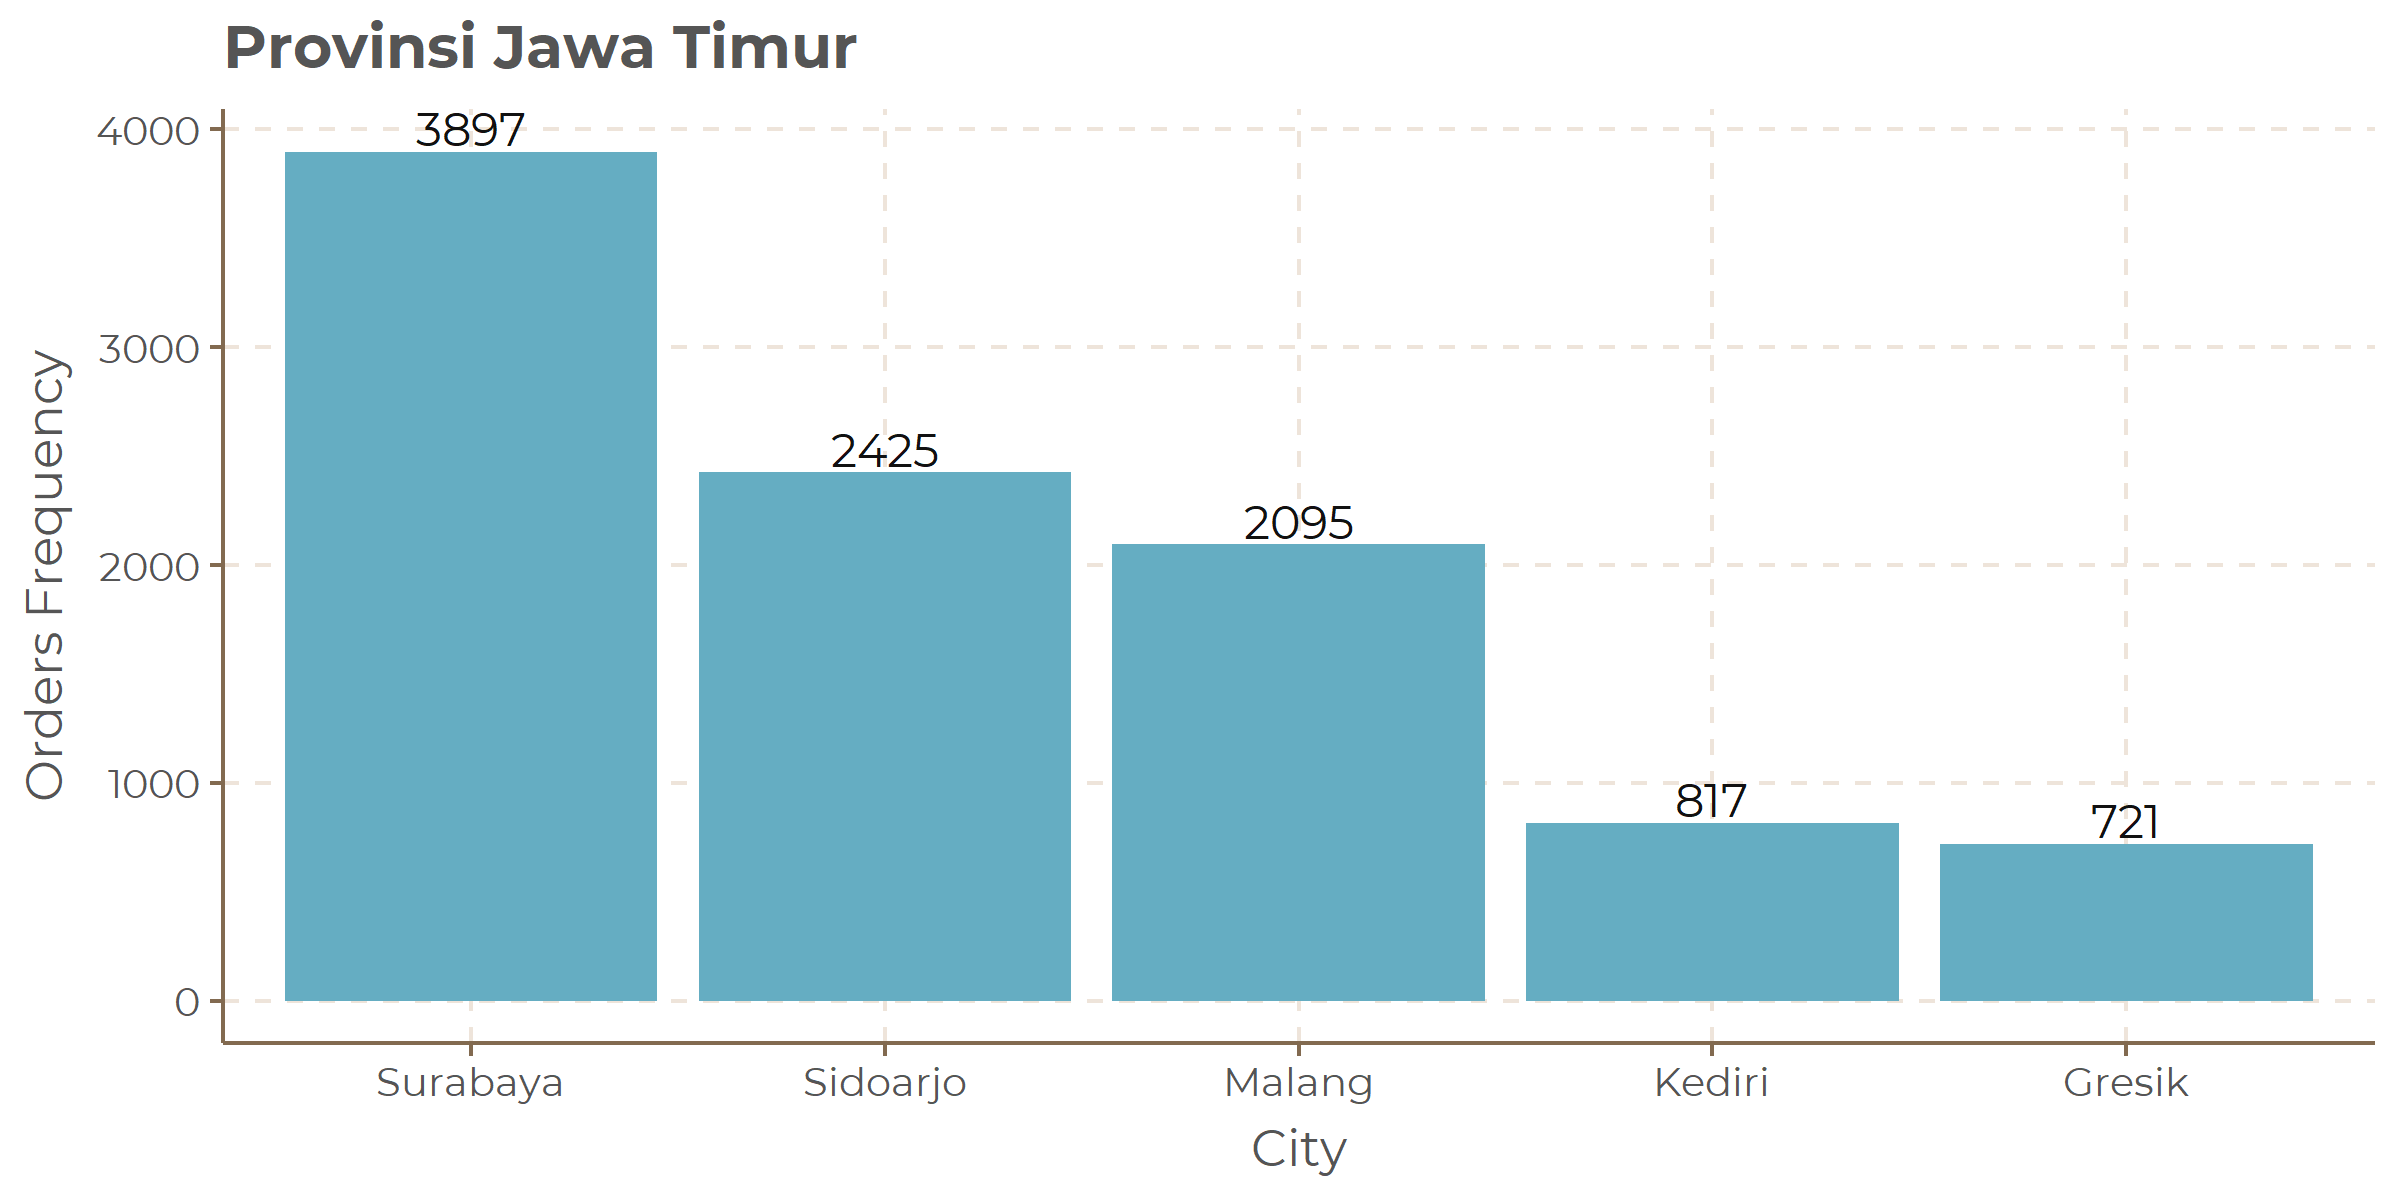 Provinsi Jawa Timur
4000
3000
2000
1000
0
Orders Frequency
3897
2425
2095
817
721
Surabaya
Sidoarjo
Malang
Kediri
Gresik
City